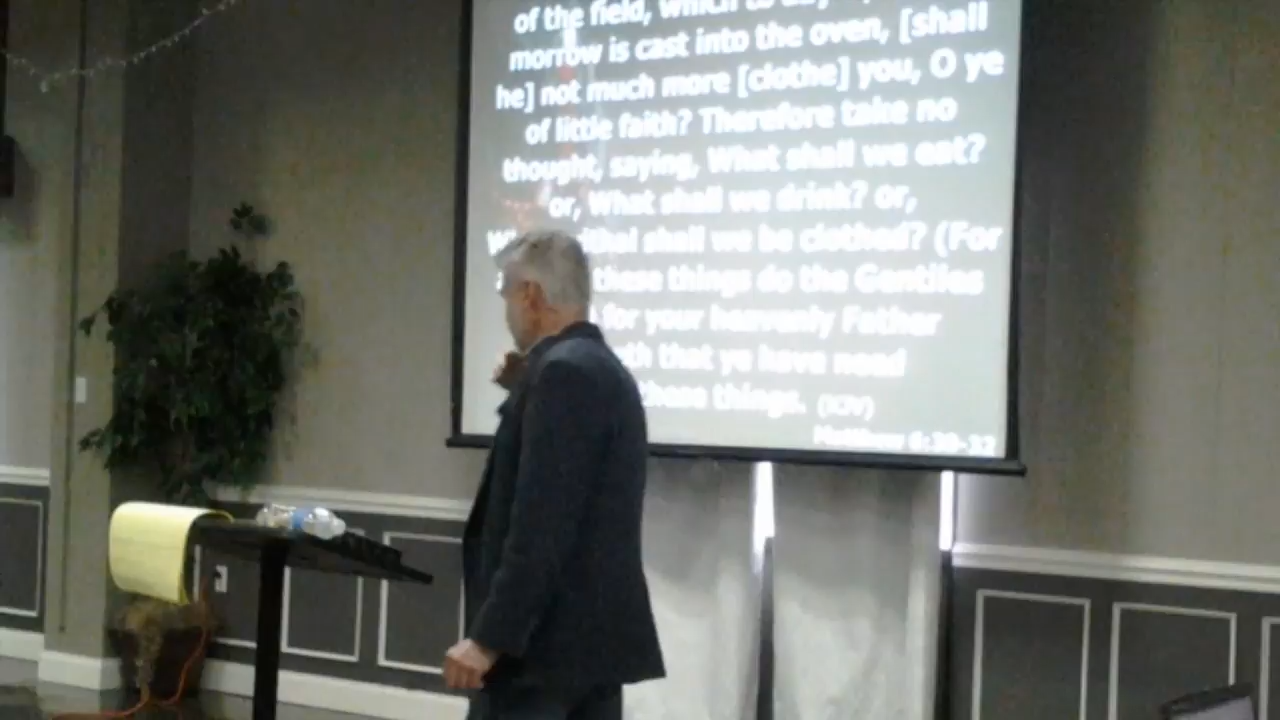 of the field, which to day
morrow is cast into the oven, [shall
he] not much more [clothe] you, O ye
of little faith? Therefore take no
thought, saying, What shall we eat?
or, What shall we drink? or,
shall we be clothed? (For
these things do the Gentiles
for your heavenly Father
that ye have need
these things. (KJV)
Matthew 6:30-32